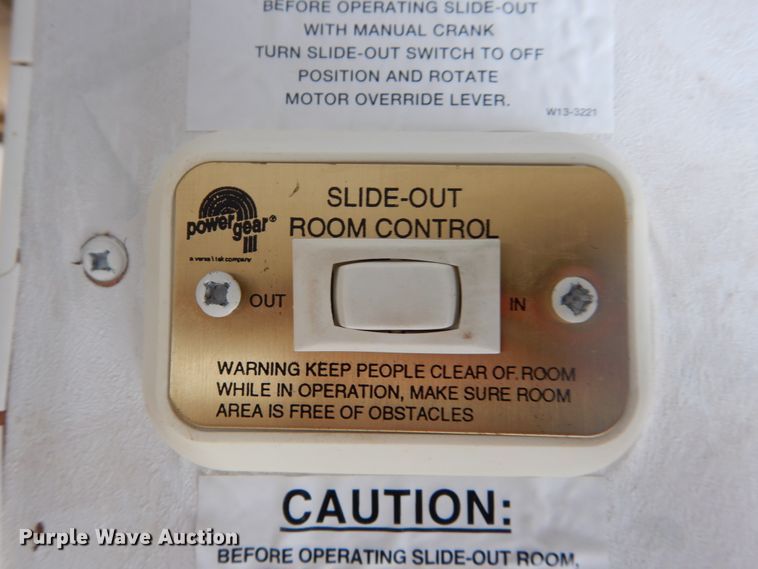 BEFORE OPERATING SLIDE-OUT
WITH MANUAL CRANK
TURN SLIDE-OUT SWITCH TO OFF
POSITION AND ROTATE
MOTOR OVERRIDE LEVER.
W13-3221
SLIDE-OUT
ROOM CONTROL
powergear®
III
OUT
IN
WARNING KEEP PEOPLE CLEAR OF ROOM
WHILE IN OPERATION, MAKE SURE ROOM
AREA IS FREE OF OBSTACLES
CAUTION:
Purple Wave Auction
BEFORE OPERATING SLIDE-OUT ROOM,